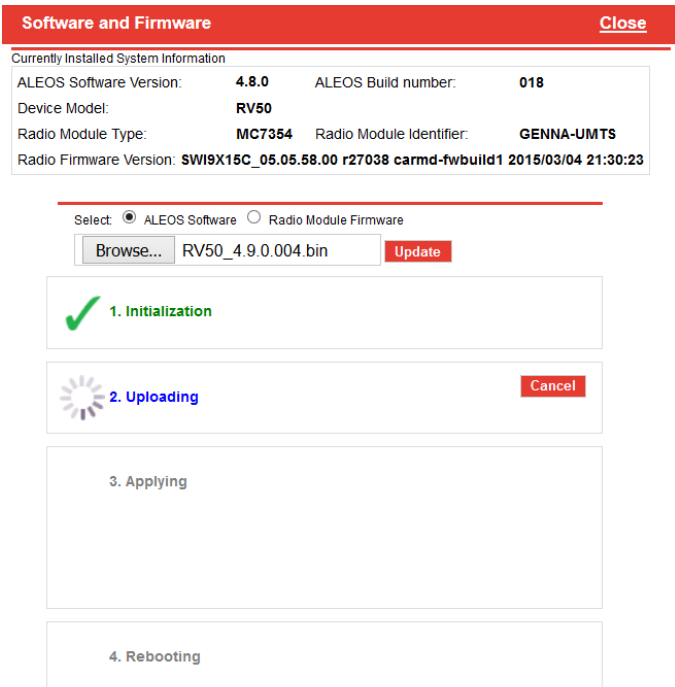 Software and Firmware Close
Currently Installed System Information
ALEOS Software Version: 4.8.0 ALEOS Build number: 018
Device Model: RV50
Radio Module Type: MC7354 Radio Module Identifier: GENNA-UMTS
Radio Firmware Version: SWI9X15C_05.05.58.00 r27038 carmd-fwbuild1 2015/03/04 21:30:23
Select: ALEOS Software Radio Module Firmware
Browse... RV50_4.9.0.004.bin Update
1. Initialization
2. Uploading Cancel
3. Applying
4. Rebooting